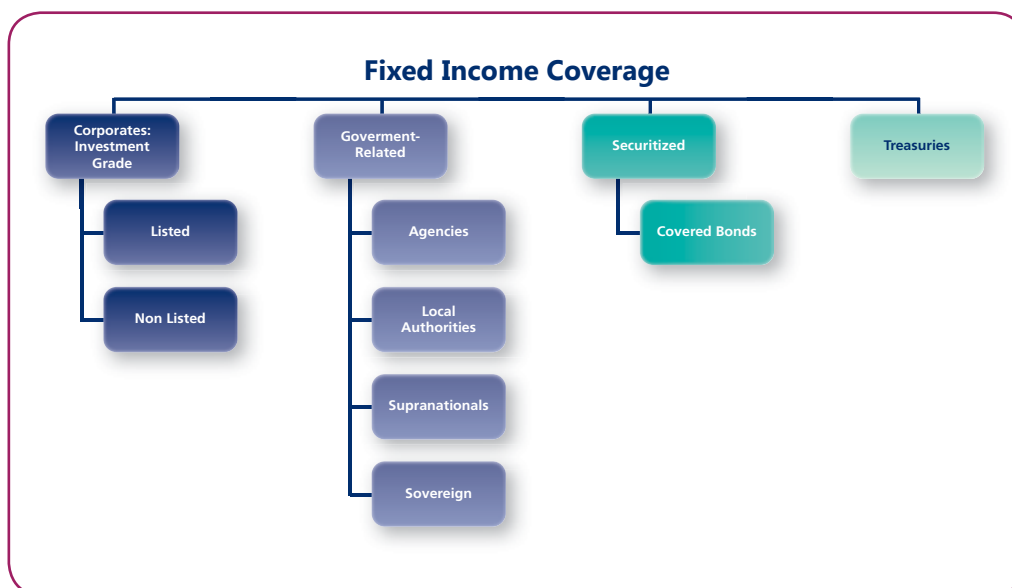 Fixed Income Coverage
Corporates:
Investment
Grade
Listed
Non Listed
Goverment-
Related
Agencies
Local
Authorities
Supranationals
Sovereign
Securitized
Covered Bonds
Treasuries